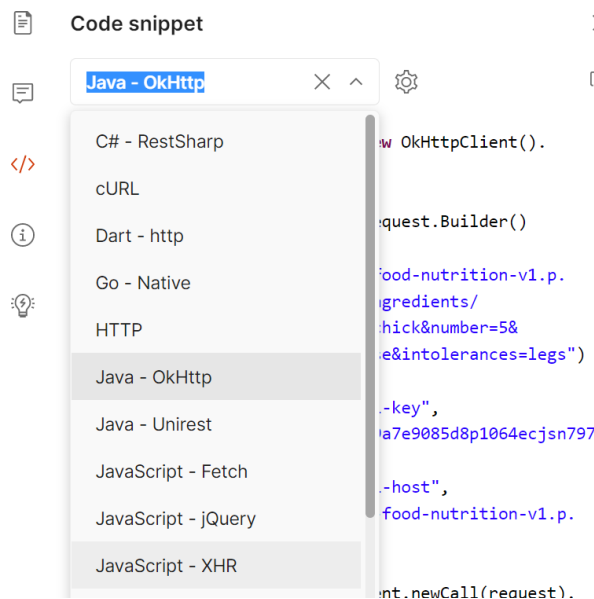 Code snippet
Java - OkHttp
C# - RestSharp
cURL
Dart - http
Go - Native
HTTP
Java - OkHttp
Java - Unirest
JavaScript - Fetch
JavaScript - jQuery
JavaScript - XHR
OkHttpClient().
equest.Builder()
food-nutrition-v1.p.
gredients/
hick&number=5&
e&intolerances=legs")
-key",
a7e9085d8p1064ecjsn797
-host",
food-nutrition-v1.p.
nt.newCall(request).